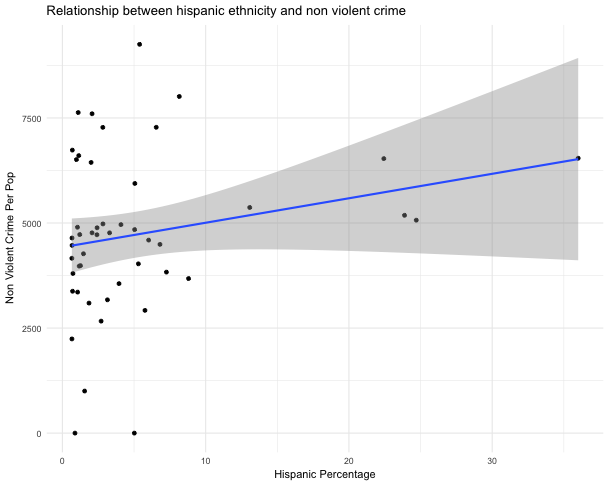 Relationship between hispanic ethnicity and non violent crime
Non Violent Crime Per Pop
7500
5000
2500
0
0 10 20 30
Hispanic Percentage